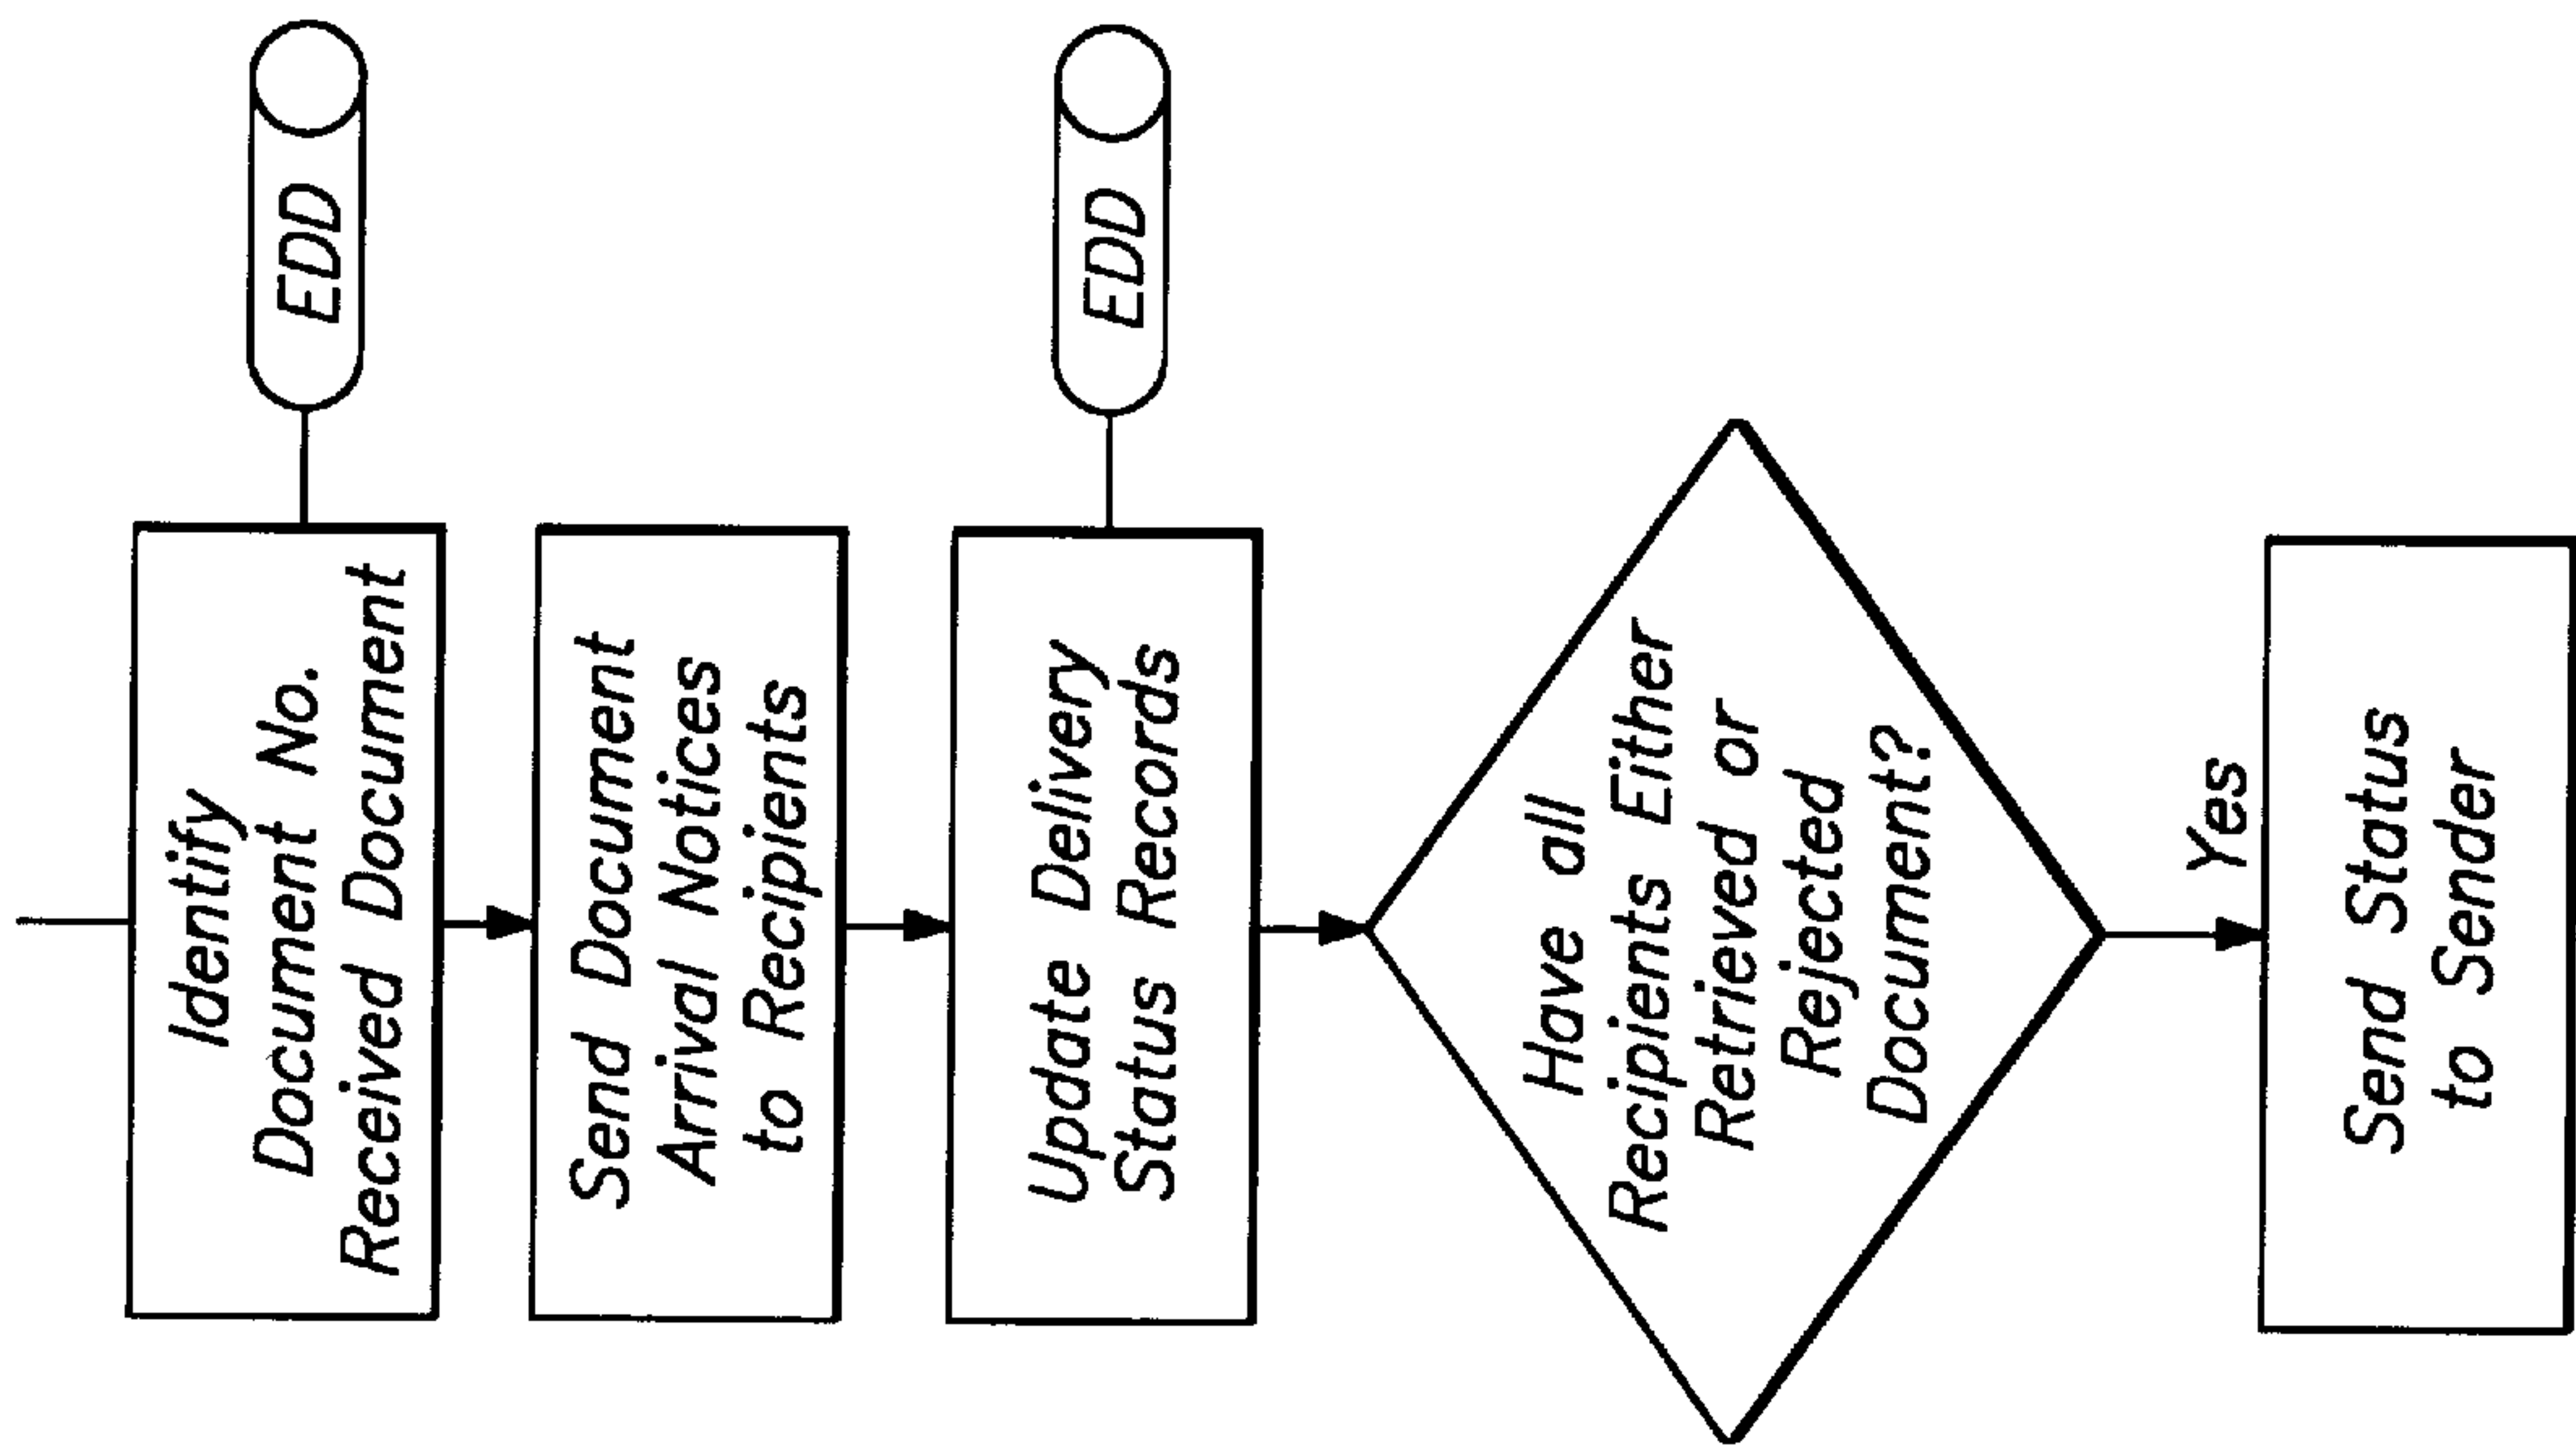 Identify
Document No.
Received Document
EDD
Send Document
Arrival Notices
to Recipients
Update Delivery
Status Records
EDD
Have all
Recipients Either
Retrieved or
Rejected
Document?
Yes
Send Status
to Sender